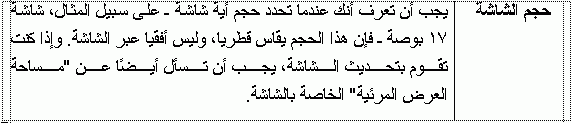 حجم الشاشة
يجب أن تعرف أنك عندما تحدد حجم أية شاشة ـ على سبيل المثال، شاشة
١٧ بوصة ـ فإن هذا الحجم يقاس قطريا، وليس أفقيا عبر الشاشة. وإذا كنت
تقوم بتحديث الشاشة، يجب أن تسأل أيضًا عن "مساحة
العرض المرئية" الخاصة بالشاشة.